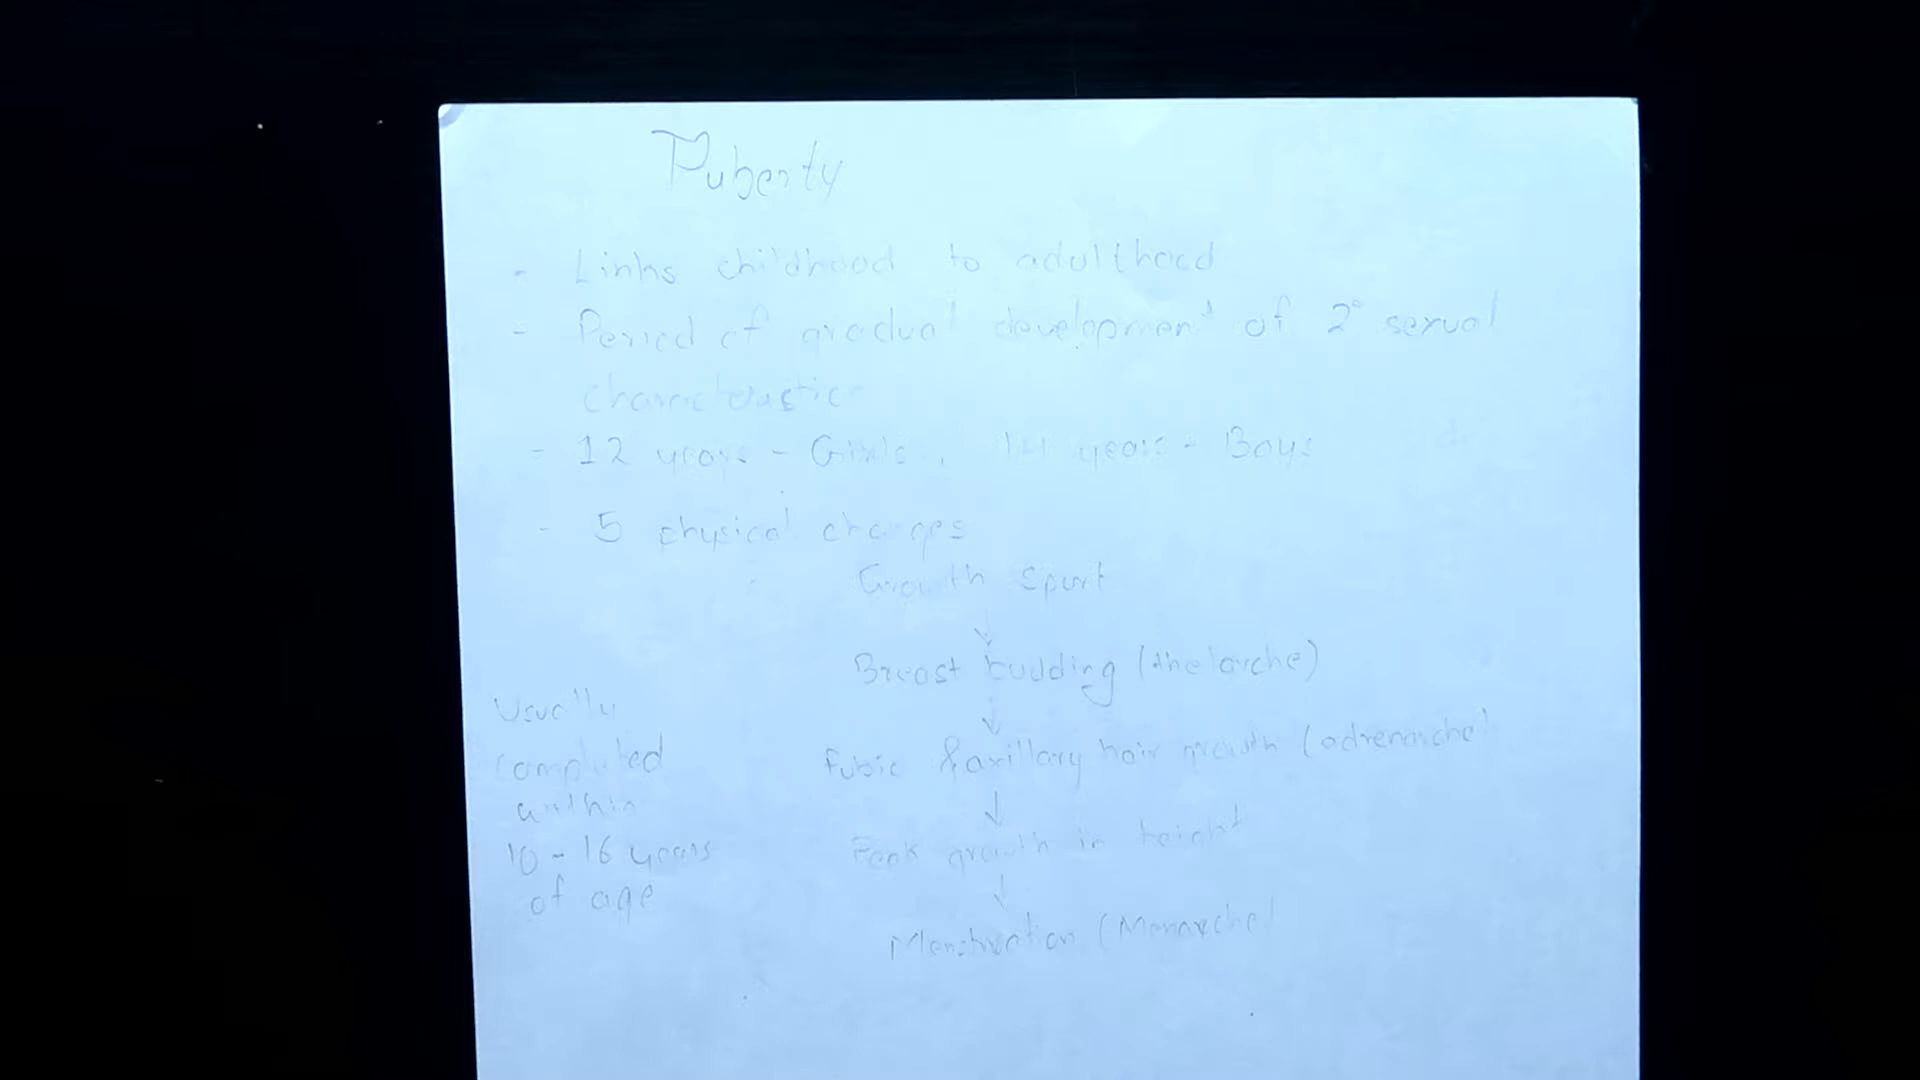 Puberty
- Links childhood to adulthood
- Period of gradual development of 2° sexual
characteristic
- 12 years - Girls, 14 years - Boys
- 5 physical changes
Growth spurt
↓
Breast budding (thelarche)
↓
Pubic & axillary hair growth (adrenarche)
↓
Peak growth in height
↓
Menstruation (Menarche)
Usually
completed
within
10 - 16 years
of age